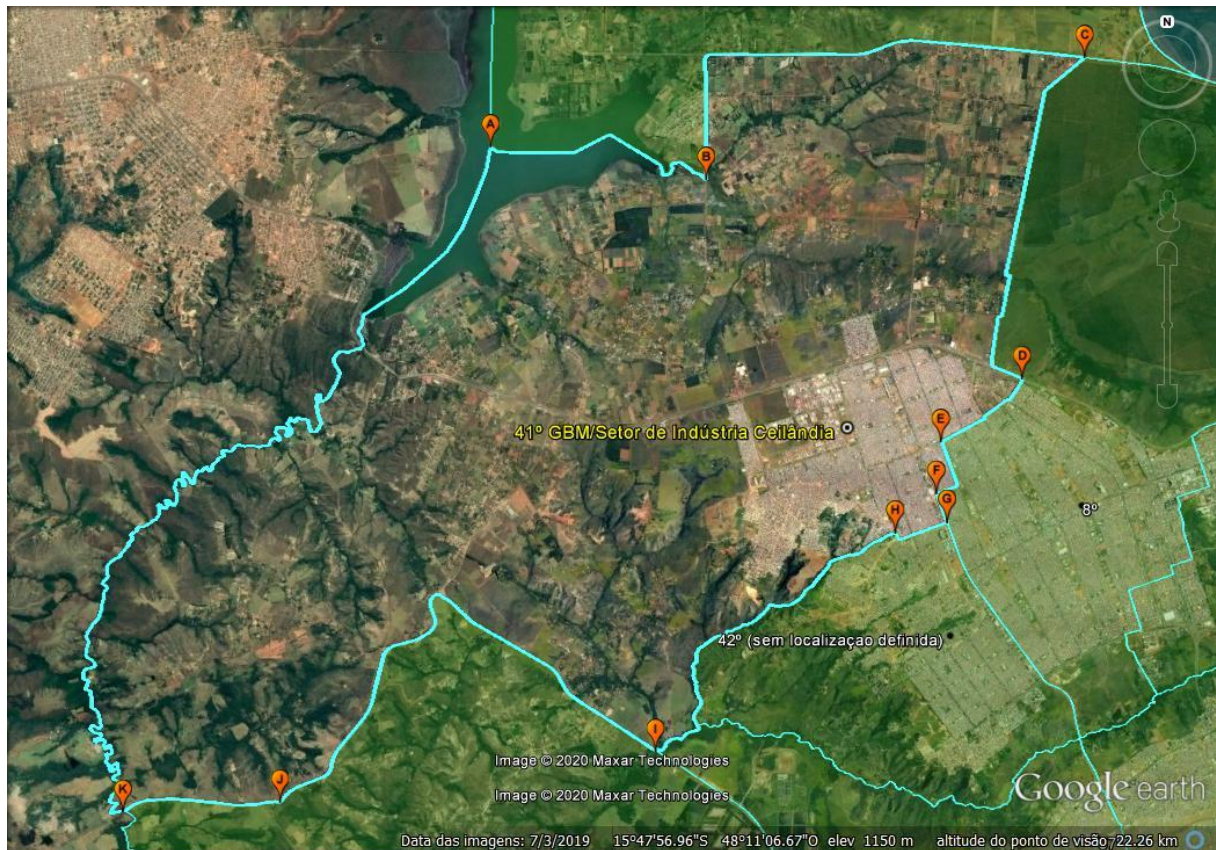 N
C
A
B
D
41º GBM/Setor de Indústria Ceilândia
E
F
G
H
8º
42º (sem localização definida)
I
Image © 2020 Maxar Technologies
J
K
Image © 2020 Maxar Technologies
Google earth
Data das imagens: 7/3/2019 15º47'56.96"S 48º11'06.67"O elev 1150 m altitude do ponto de visão 22.26 km